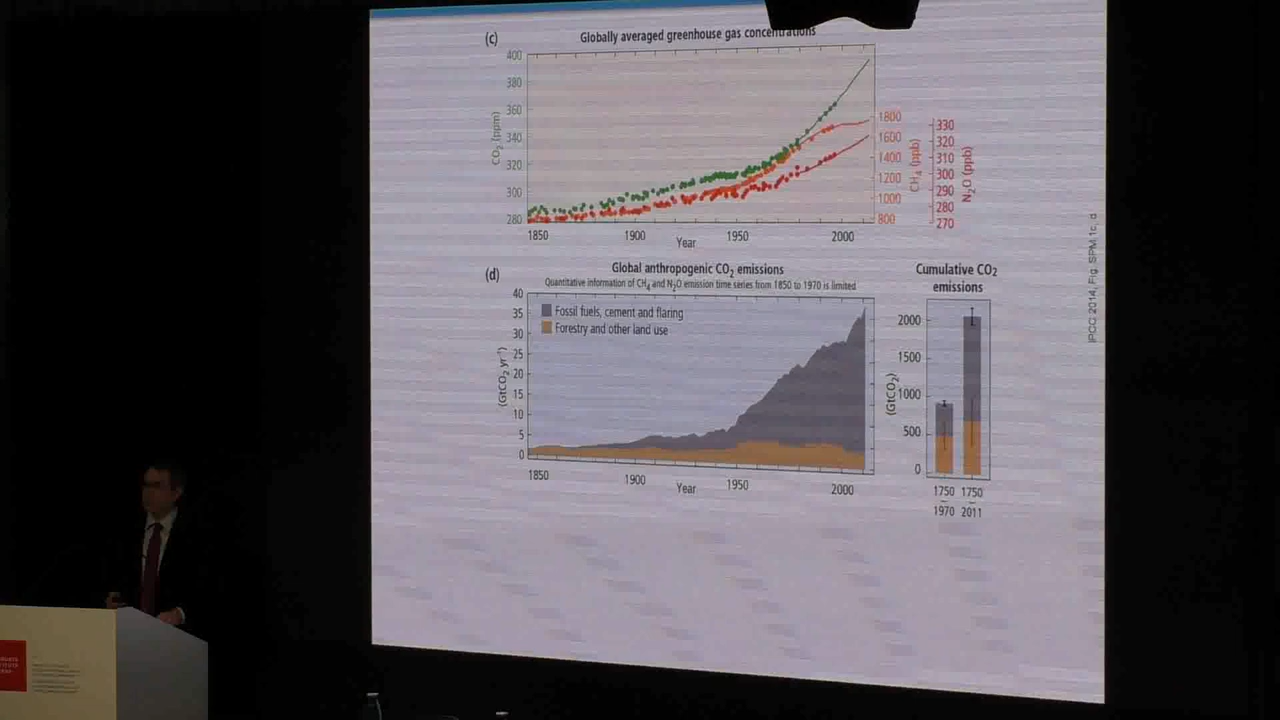 (c)
Globally averaged greenhouse gas concentrations
400
380
360
340
320
300
280
CO2 (ppm)
1800
1600
1400
1200
1000
800
CH4 (ppb)
330
320
310
300
290
280
270
N2O (ppb)
1850 1900 1950 2000
Year
(d)
Global anthropogenic CO2 emissions
Quantitative information of CH4 and N2O emission time series from 1850 to 1970 is limited
40
35
30
25
20
15
10
5
0
(GtCO2 yr-1)
Fossil fuels, cement and flaring
Forestry and other land use
1850 1900 1950 2000
Year
Cumulative CO2
emissions
2000
1500
1000
500
0
(GtCO2)
1750 1750
– –
1970 2011
IPCC 2014, Fig. SPM 1c, d